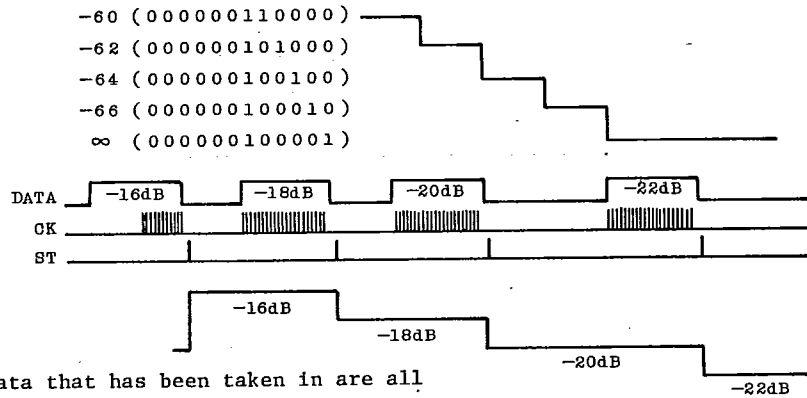 -60 (000000110000)
-62 (000000101000)
-64 (000000100100)
-66 (000000100010)
∞ (000000100001)
DATA -16dB -18dB -20dB -22dB
CK
ST
-16dB
-18dB
-20dB
-22dB
ata that has been taken in are all